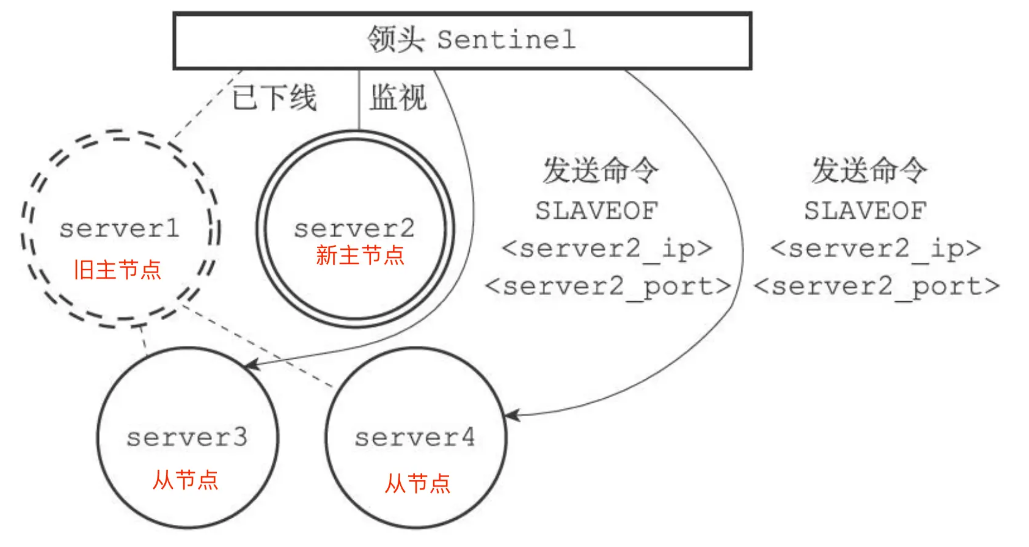 领头 Sentinel
已下线
监视
发送命令
SLAVEOF
<server2_ip>
<server2_port>
发送命令
SLAVEOF
<server2_ip>
<server2_port>
server1
旧主节点
server2
新主节点
server3
从节点
server4
从节点